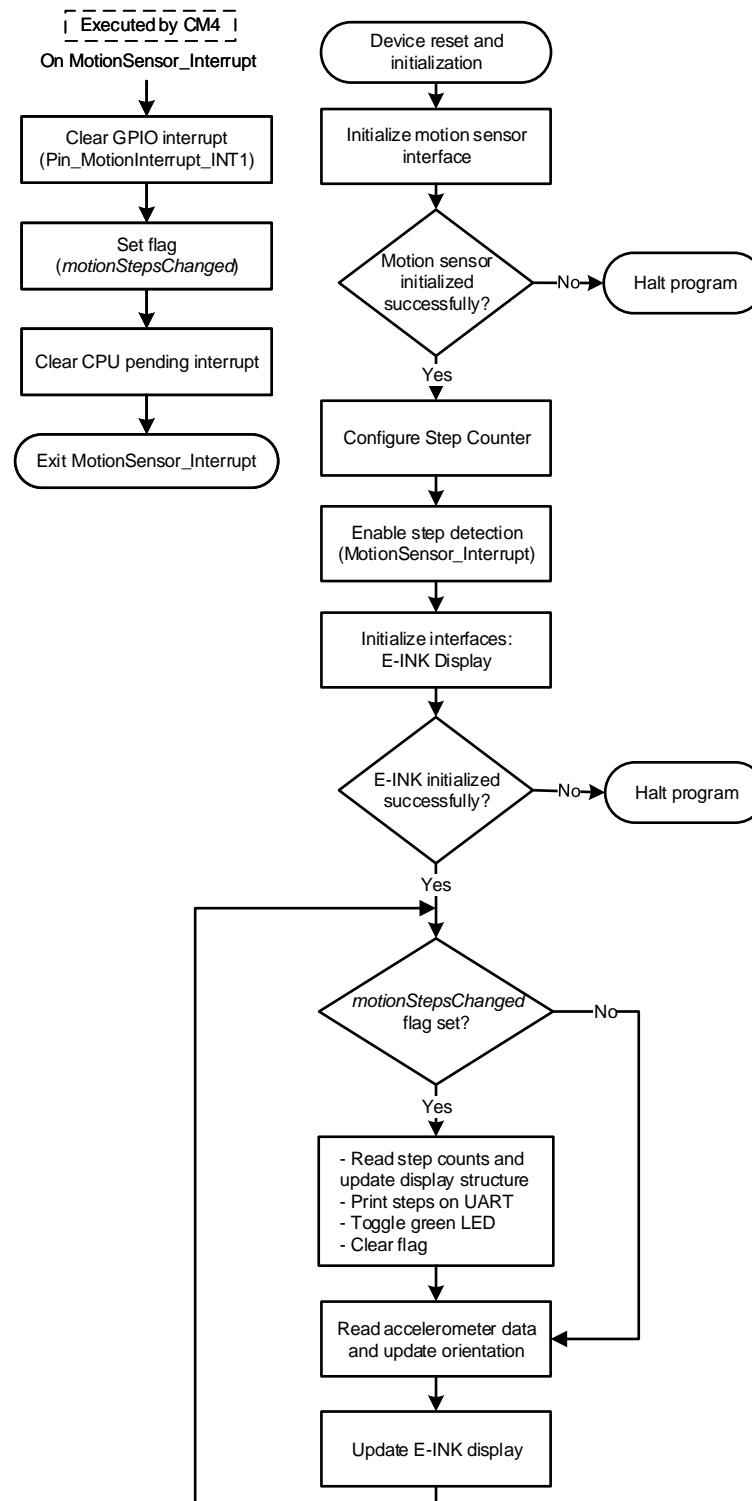 Executed by CM4
On MotionSensor_Interrupt
Clear GPIO interrupt
(Pin_MotionInterrupt_INT1)
Set flag
(motionStepsChanged)
Clear CPU pending interrupt
Exit MotionSensor_Interrupt
Device reset and
initialization
Initialize motion sensor
interface
Motion sensor
initialized
successfully?
No
Halt program
Yes
Configure Step Counter
Enable step detection
(MotionSensor_Interrupt)
Initialize interfaces:
E-INK Display
E-INK initialized
successfully?
No
Halt program
Yes
motionStepsChanged
flag set?
No
Yes
- Read step counts and
update display structure
- Print steps on UART
- Toggle green LED
- Clear flag
Read accelerometer data
and update orientation
Update E-INK display